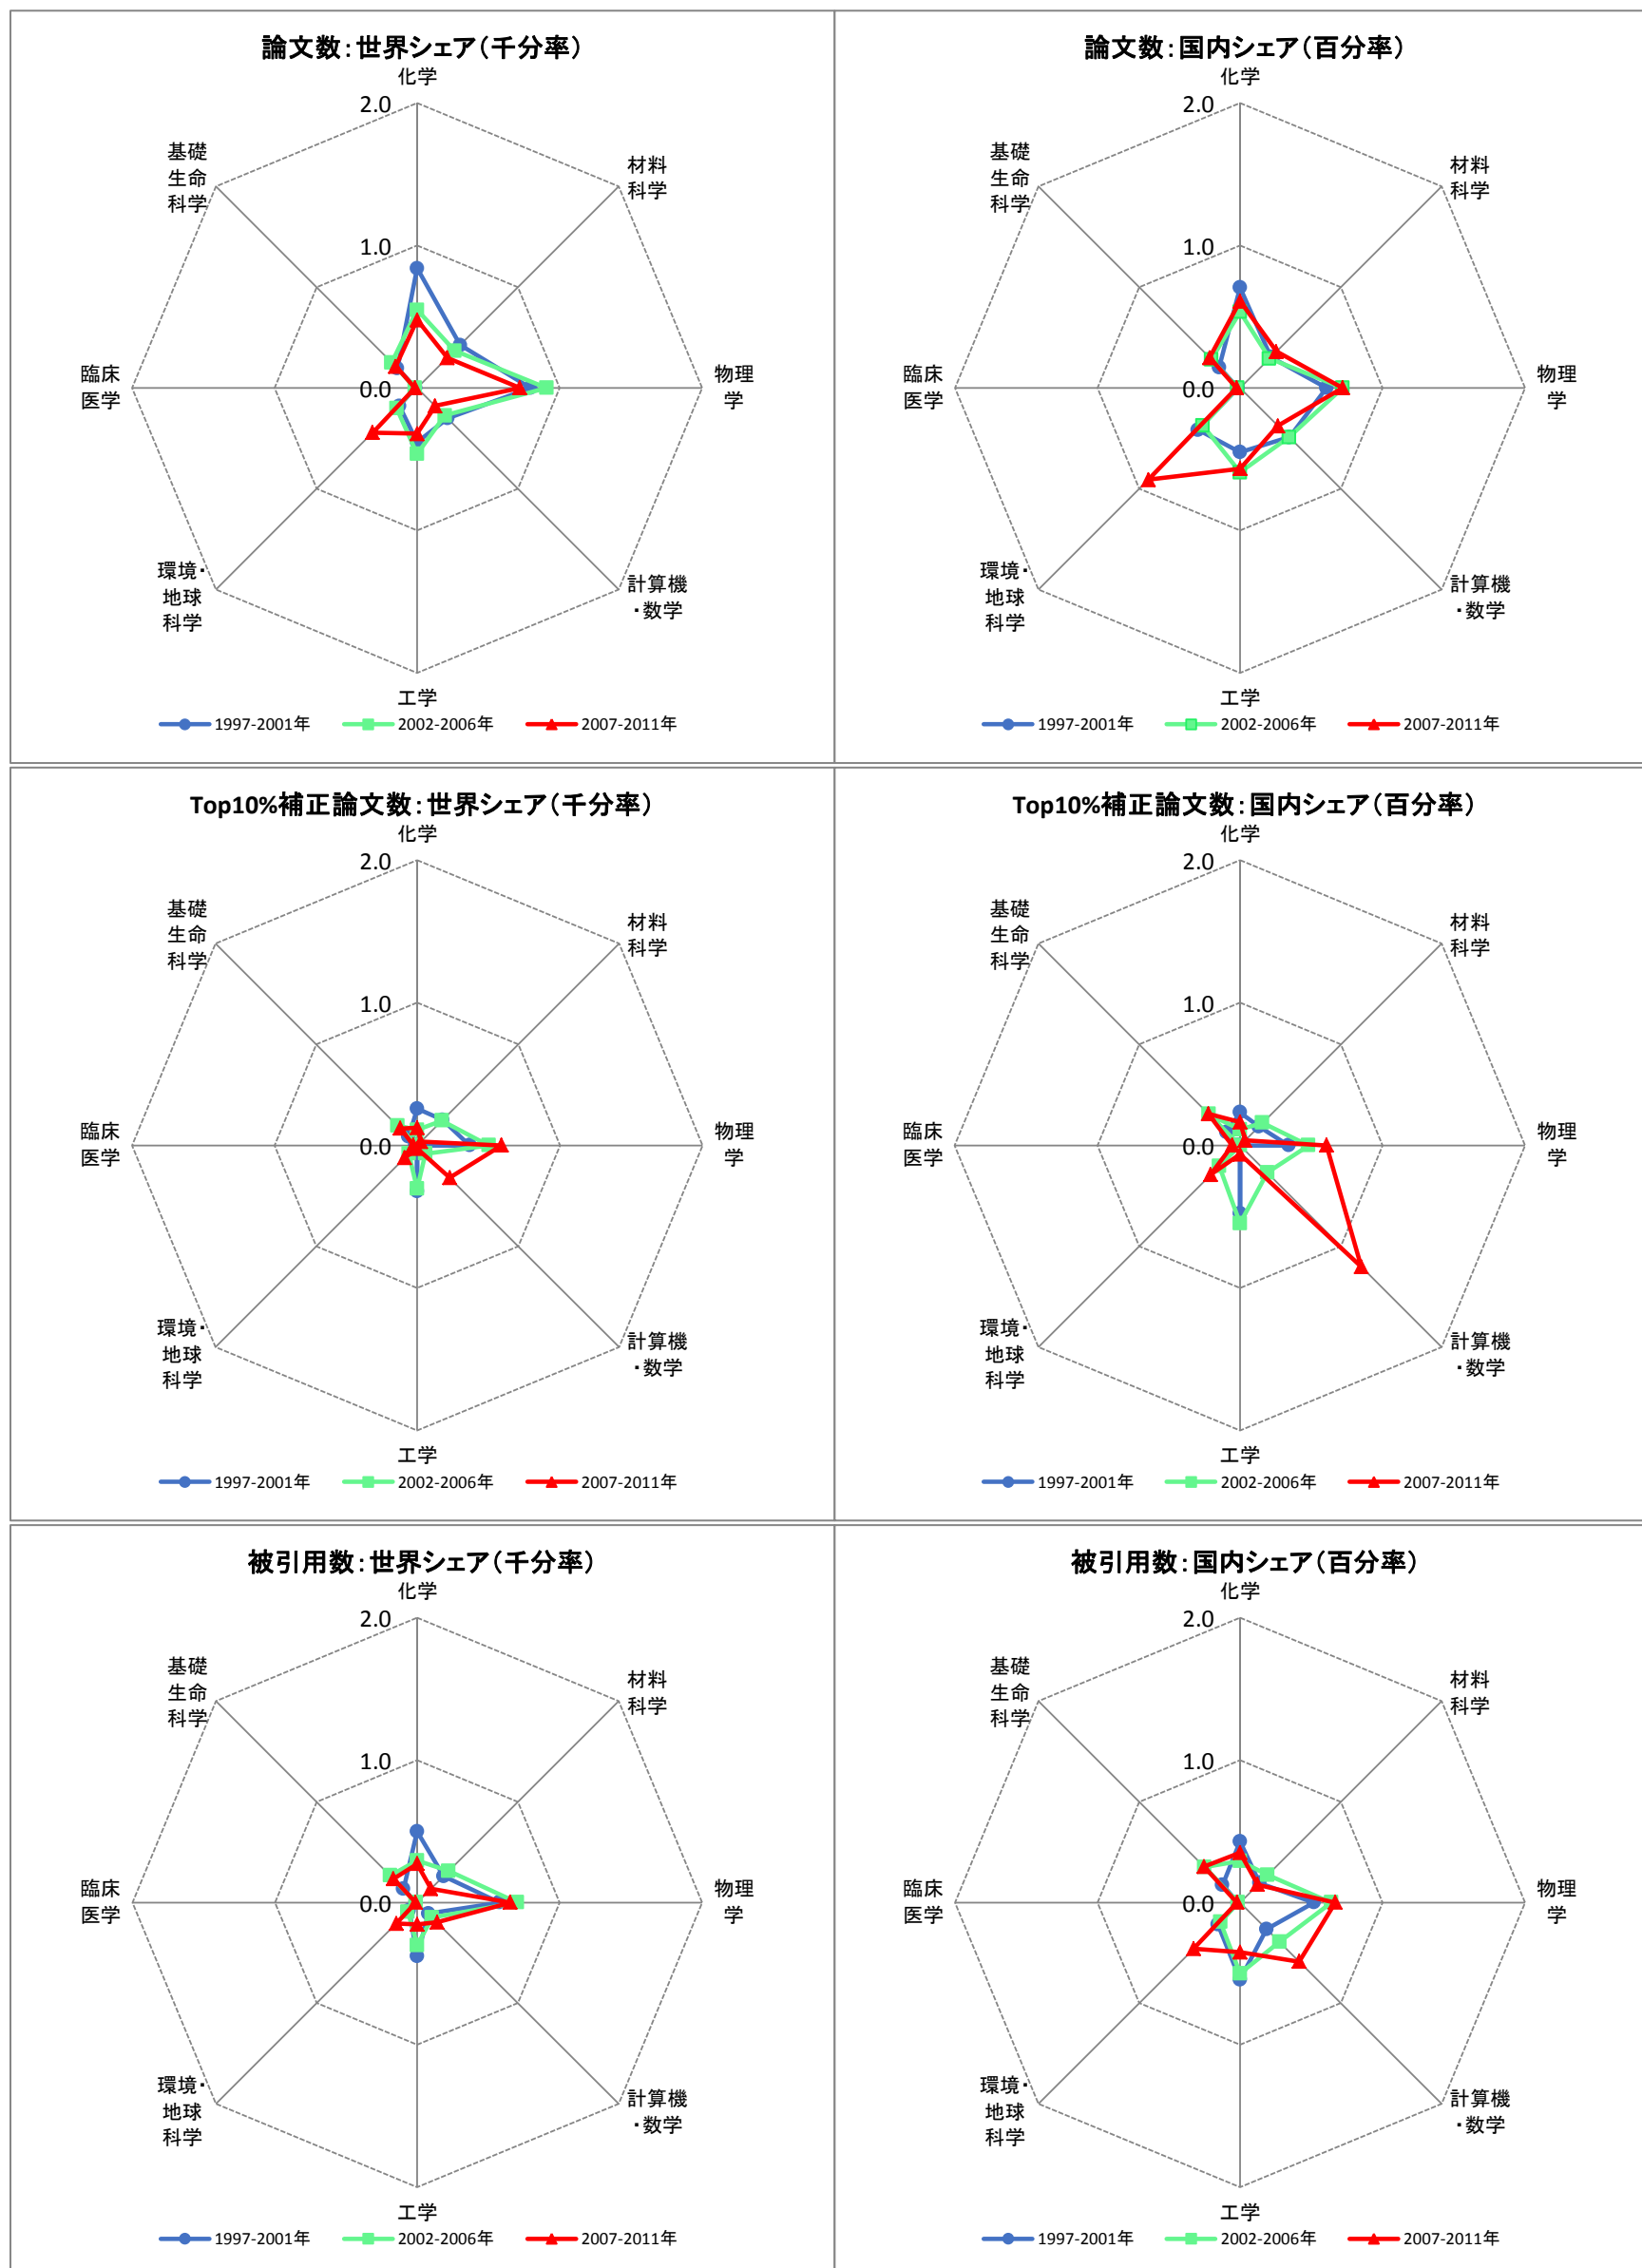 論文数：世界シェア（千分率）
化学
2.0
基礎
生命
科学
材料
科学
1.0
臨床
医学
0.0
物理
学
環境・
地球
科学
計算機
・数学
工学
1997-2001年 2002-2006年 2007-2011年
論文数：国内シェア（百分率）
化学
2.0
基礎
生命
科学
材料
科学
1.0
臨床
医学
0.0
物理
学
環境・
地球
科学
計算機
・数学
工学
1997-2001年 2002-2006年 2007-2011年
Top10%補正論文数：世界シェア（千分率）
化学
2.0
基礎
生命
科学
材料
科学
1.0
臨床
医学
0.0
物理
学
環境・
地球
科学
計算機
・数学
工学
1997-2001年 2002-2006年 2007-2011年
Top10%補正論文数：国内シェア（百分率）
化学
2.0
基礎
生命
科学
材料
科学
1.0
臨床
医学
0.0
物理
学
環境・
地球
科学
計算機
・数学
工学
1997-2001年 2002-2006年 2007-2011年
被引用数：世界シェア（千分率）
化学
2.0
基礎
生命
科学
材料
科学
1.0
臨床
医学
0.0
物理
学
環境・
地球
科学
計算機
・数学
工学
1997-2001年 2002-2006年 2007-2011年
被引用数：国内シェア（百分率）
化学
2.0
基礎
生命
科学
材料
科学
1.0
臨床
医学
0.0
物理
学
環境・
地球
科学
計算機
・数学
工学
1997-2001年 2002-2006年 2007-2011年